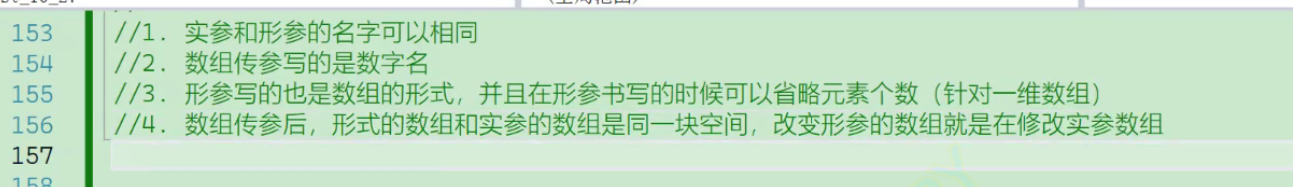 153 //1. 实参和形参的名字可以相同
154 //2. 数组传参写的是数字名
155 //3. 形参写的也是数组的形式，并且在形参书写的时候可以省略元素个数（针对一维数组）
156 //4. 数组传参后，形式的数组和实参的数组是同一块空间，改变形参的数组就是在修改实参数组
157
158